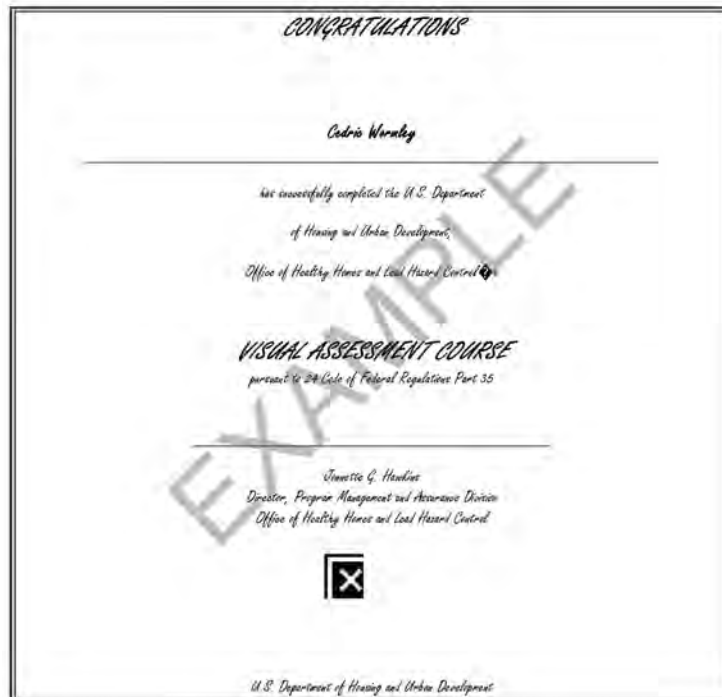 CONGRATULATIONS
Cedric Wormley
has successfully completed the U.S. Department
of Housing and Urban Development,
Office of Healthy Homes and Lead Hazard Control�s
VISUAL ASSESSMENT COURSE
pursuant to 24 Code of Federal Regulations Part 35
EXAMPLE
Jennette G. Hawkins
Director, Program Management and Assurance Division
Office of Healthy Homes and Lead Hazard Control
U.S. Department of Housing and Urban Development